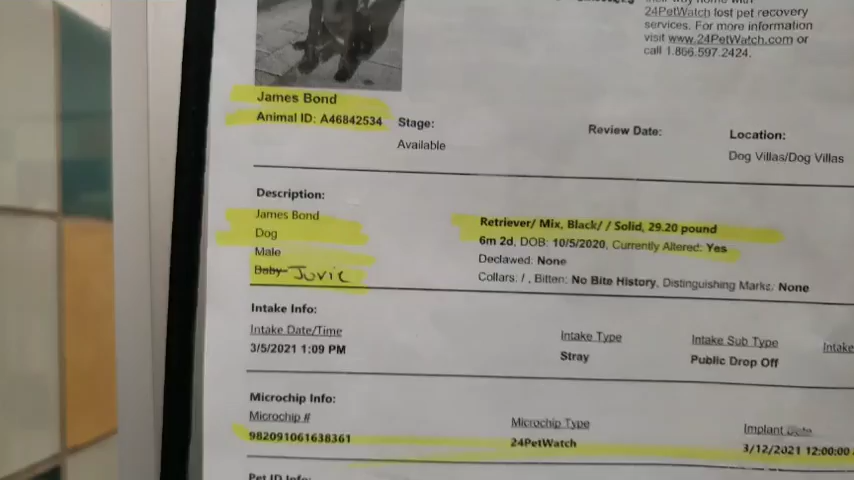 24PetWatch lost pet recovery
services. For more information
visit www.24PetWatch.com or
call 1.866.597.2424.
James Bond
Animal ID: A46842534
Stage:
Available
Review Date:
Location:
Dog Villas/Dog Villas
Description:
James Bond
Dog
Male
Baby
Retriever/ Mix, Black/ / Solid, 29.20 pound
6m 2d, DOB: 10/5/2020, Currently Altered: Yes
Declawed: None
Collars: / , Bitten: No Bite History, Distinguishing Marks: None
Intake Info:
Intake Date/Time
3/5/2021 1:09 PM
Intake Type
Stray
Intake Sub Type
Public Drop Off
Intake
Microchip Info:
Microchip #
982091061638361
Microchip Type
24PetWatch
Implant Date
3/12/2021 12:00:00
Pet ID Info: